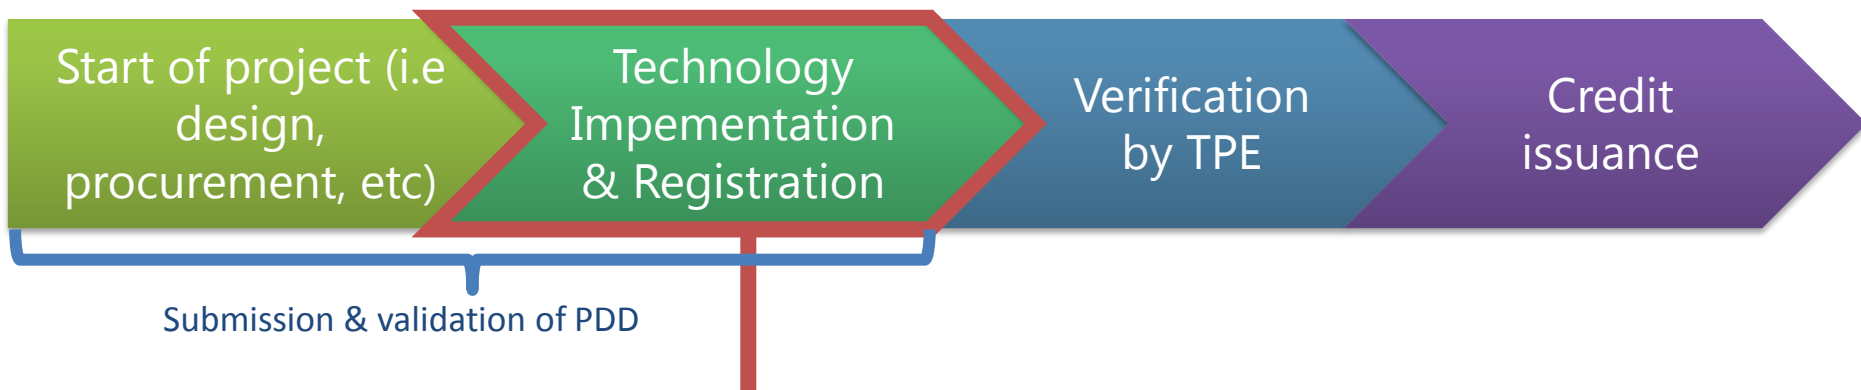 Start of project (i.e
design,
procurement, etc)
Technology
Impementation
& Registration
Verification
by TPE
Credit
issuance
Submission & validation of PDD